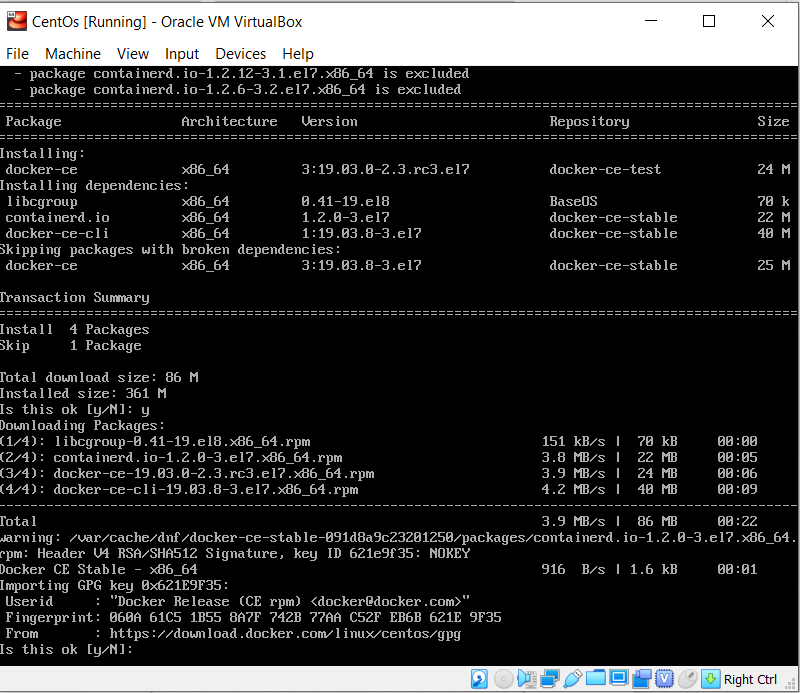 CentOs [Running] - Oracle VM VirtualBox
File Machine View Input Devices Help
- package containerd.io-1.2.12-3.1.el7.x86_64 is excluded
- package containerd.io-1.2.6-3.2.el7.x86_64 is excluded
================================================================================
Package Architecture Version Repository Size
================================================================================
Installing:
docker-ce x86_64 3:19.03.0-2.3.rc3.el7 docker-ce-test 24 M
Installing dependencies:
libcgroup x86_64 0.41-19.el8 BaseOS 70 k
containerd.io x86_64 1.2.0-3.el7 docker-ce-stable 22 M
docker-ce-cli x86_64 1:19.03.8-3.el7 docker-ce-stable 40 M
Skipping packages with broken dependencies:
docker-ce x86_64 3:19.03.8-3.el7 docker-ce-stable 25 M
Transaction Summary
================================================================================
Install 4 Packages
Skip 1 Package
Total download size: 86 M
Installed size: 361 M
Is this ok [y/N]: y
Downloading Packages:
(1/4): libcgroup-0.41-19.el8.x86_64.rpm 151 kB/s | 70 kB 00:00
(2/4): containerd.io-1.2.0-3.el7.x86_64.rpm 3.8 MB/s | 22 MB 00:05
(3/4): docker-ce-19.03.0-2.3.rc3.el7.x86_64.rpm 3.9 MB/s | 24 MB 00:06
(4/4): docker-ce-cli-19.03.8-3.el7.x86_64.rpm 4.2 MB/s | 40 MB 00:09
--------------------------------------------------------------------------------
Total 3.9 MB/s | 86 MB 00:22
warning: /var/cache/dnf/docker-ce-stable-091d8a9c23201250/packages/containerd.io-1.2.0-3.el7.x86_64.
rpm: Header V4 RSA/SHA512 Signature, key ID 621e9f35: NOKEY
Docker CE Stable - x86_64 916 B/s | 1.6 kB 00:01
Importing GPG key 0x621E9F35:
Userid : "Docker Release (CE rpm) <docker@docker.com>"
Fingerprint: 060A 61C5 1B55 8A7F 742B 77AA C52F EB6B 621E 9F35
From : https://download.docker.com/linux/centos/gpg
Is this ok [y/N]:
Right Ctrl